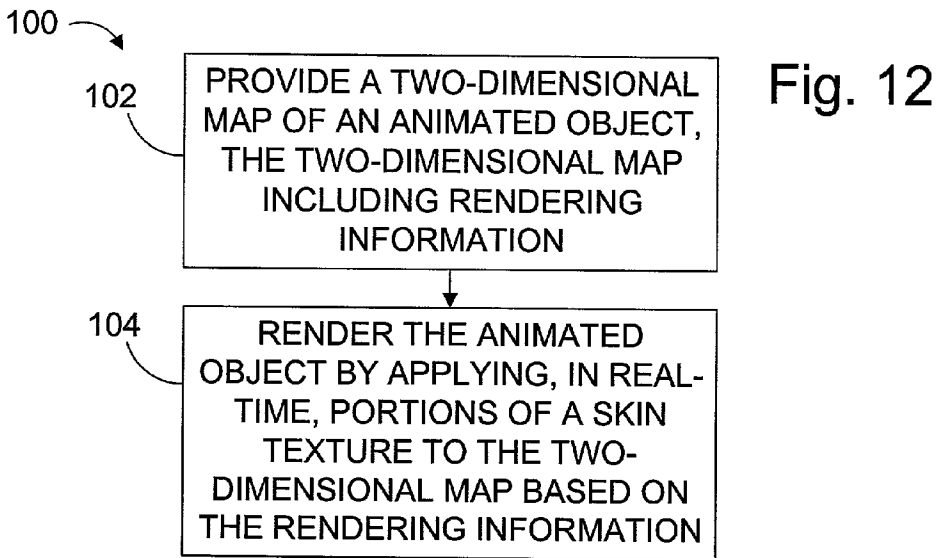 100
Fig. 12
102
PROVIDE A TWO-DIMENSIONAL
MAP OF AN ANIMATED OBJECT,
THE TWO-DIMENSIONAL MAP
INCLUDING RENDERING
INFORMATION
104
RENDER THE ANIMATED
OBJECT BY APPLYING, IN REAL-
TIME, PORTIONS OF A SKIN
TEXTURE TO THE TWO-
DIMENSIONAL MAP BASED ON
THE RENDERING INFORMATION